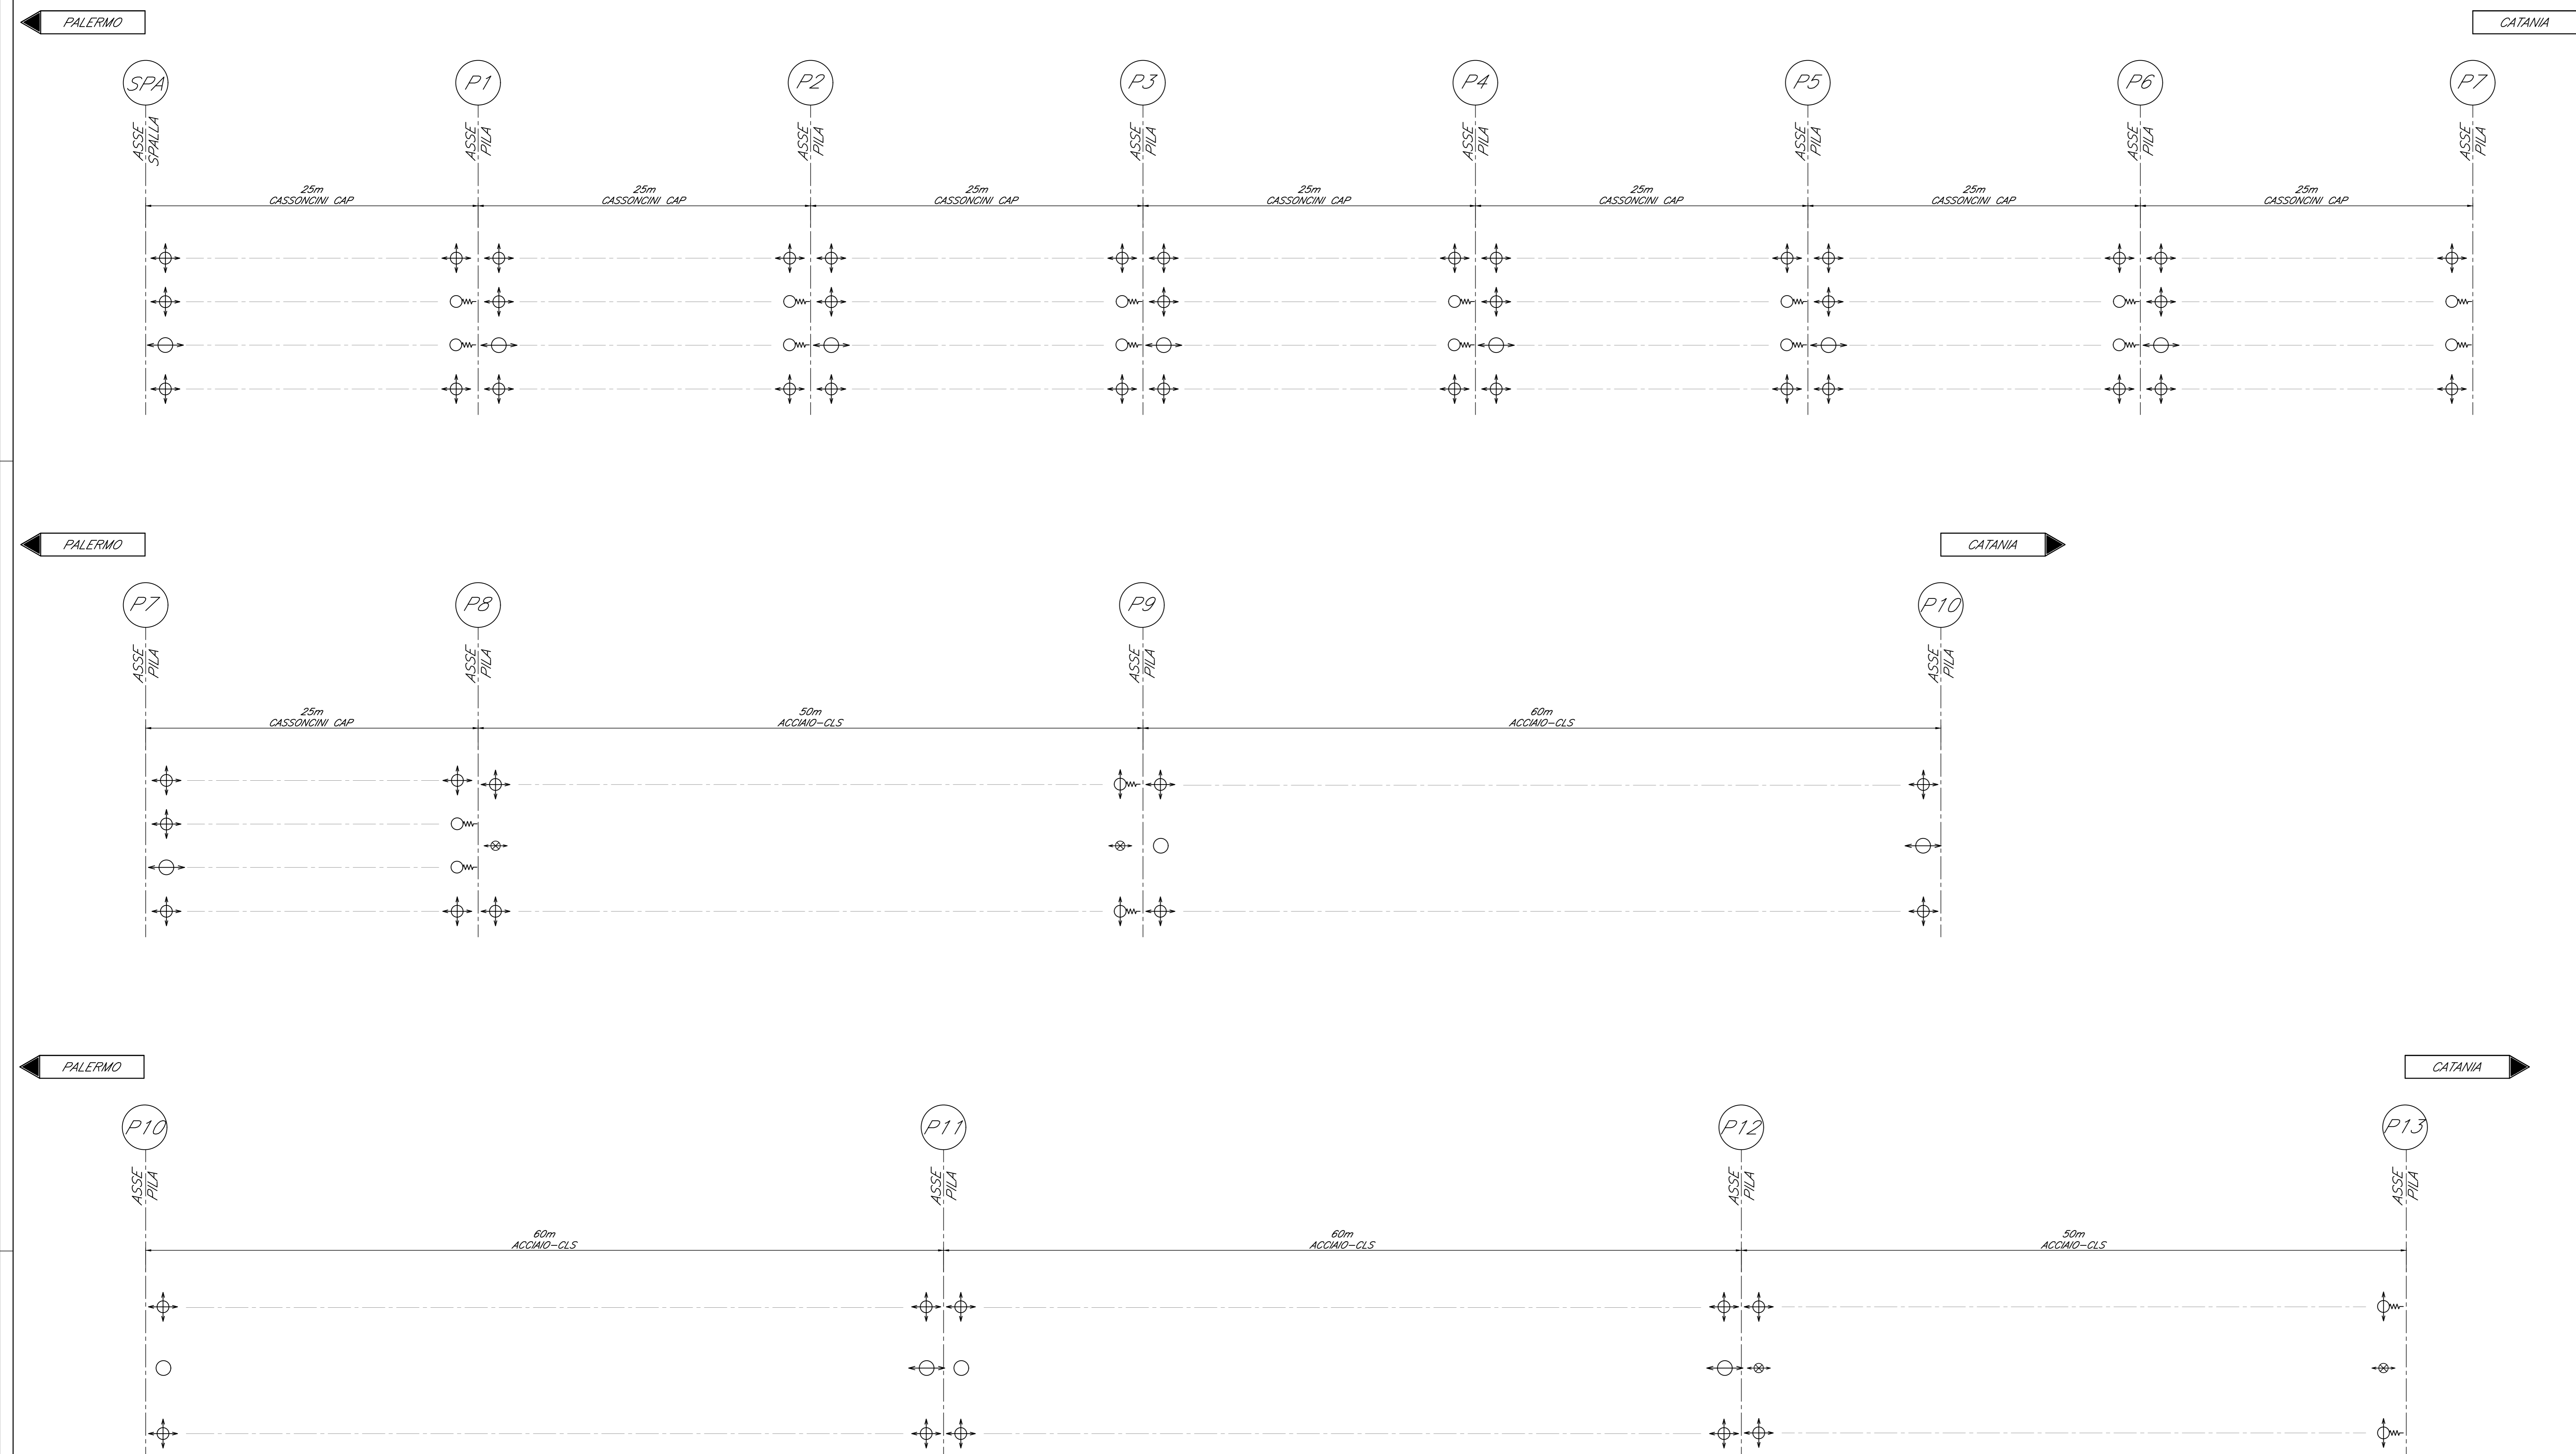 PALERMO
CATANIA
SPA
P1
P2
P3
P4
P5
P6
P7
ASSE
SPALLA
ASSE
PILA
ASSE
PILA
ASSE
PILA
ASSE
PILA
ASSE
PILA
ASSE
PILA
ASSE
PILA
25m
CASSONCINI CAP
25m
CASSONCINI CAP
25m
CASSONCINI CAP
25m
CASSONCINI CAP
25m
CASSONCINI CAP
25m
CASSONCINI CAP
25m
CASSONCINI CAP
PALERMO
CATANIA
P7
P8
P9
P10
ASSE
PILA
ASSE
PILA
ASSE
PILA
ASSE
PILA
25m
CASSONCINI CAP
50m
ACCIAIO-CLS
60m
ACCIAIO-CLS
PALERMO
CATANIA
P10
P11
P12
P13
ASSE
PILA
ASSE
PILA
ASSE
PILA
ASSE
PILA
60m
ACCIAIO-CLS
60m
ACCIAIO-CLS
50m
ACCIAIO-CLS